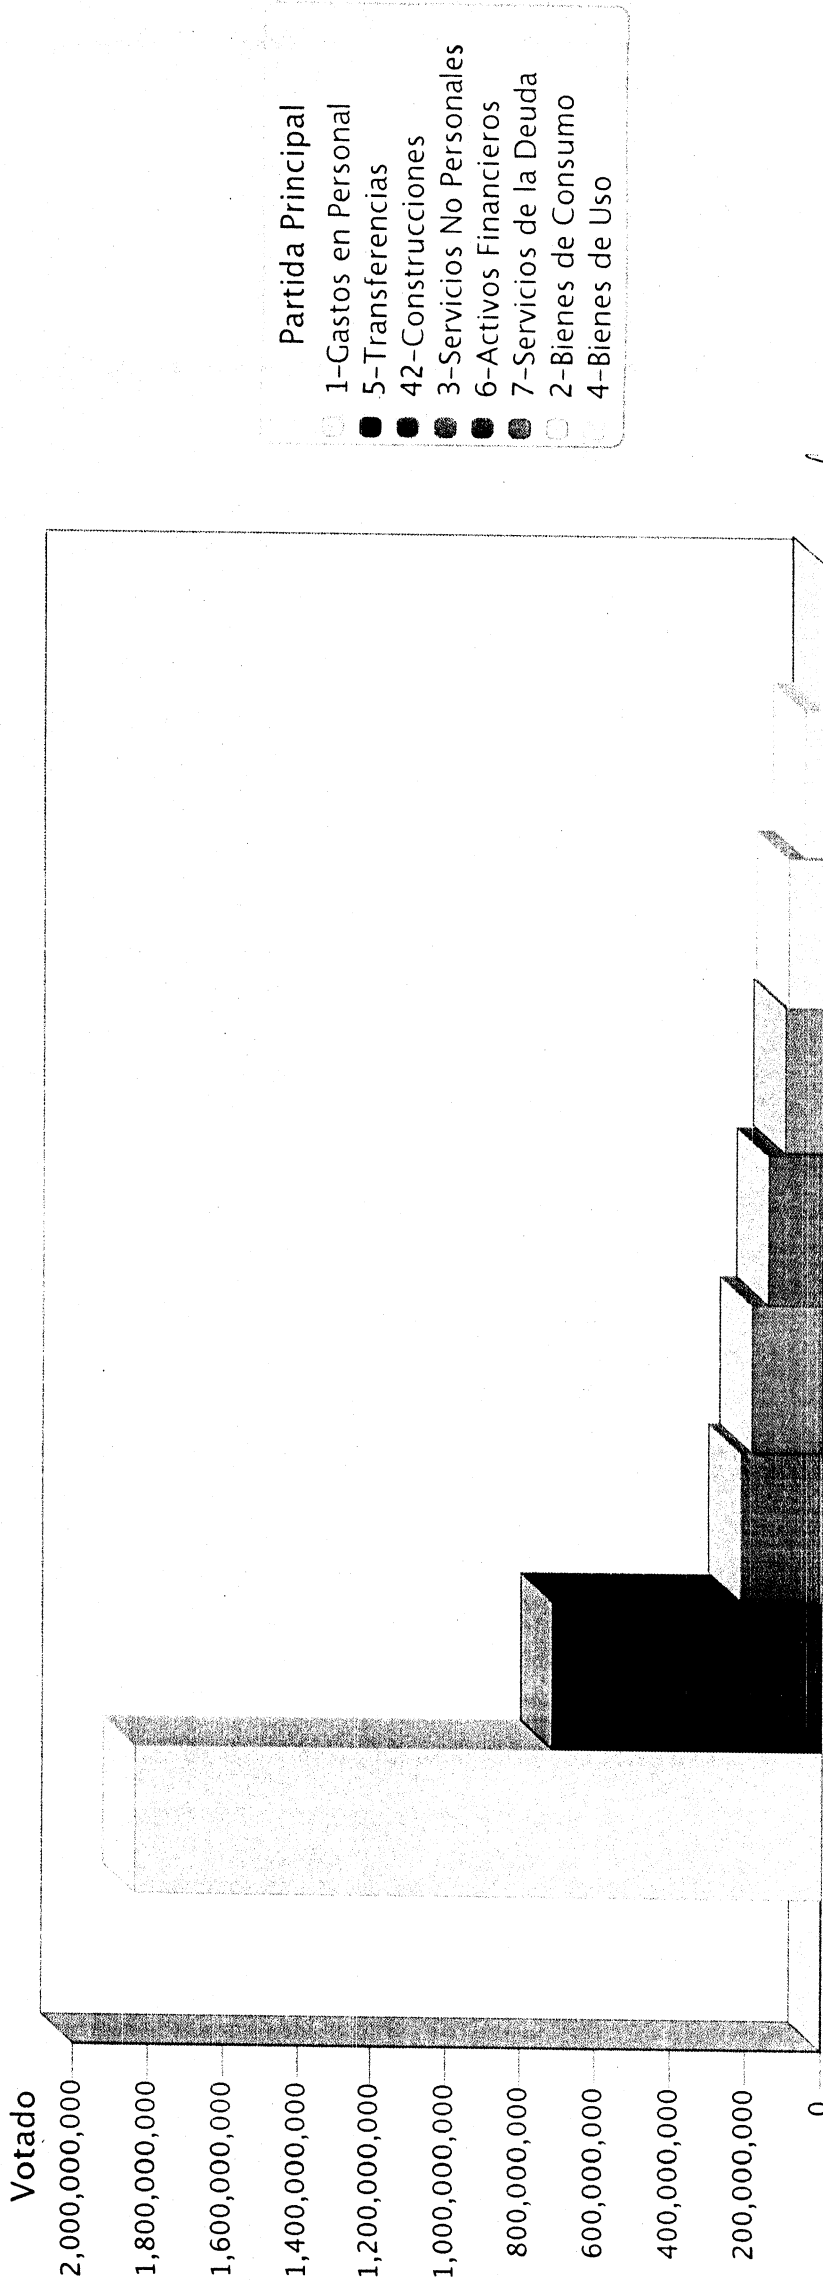 Votado
2,000,000,000
1,800,000,000
1,600,000,000
1,400,000,000
1,200,000,000
1,000,000,000
800,000,000
600,000,000
400,000,000
200,000,000
0
Partida Principal
1-Gastos en Personal
5-Transferencias
42-Construcciones
3-Servicios No Personales
6-Activos Financieros
7-Servicios de la Deuda
2-Bienes de Consumo
4-Bienes de Uso